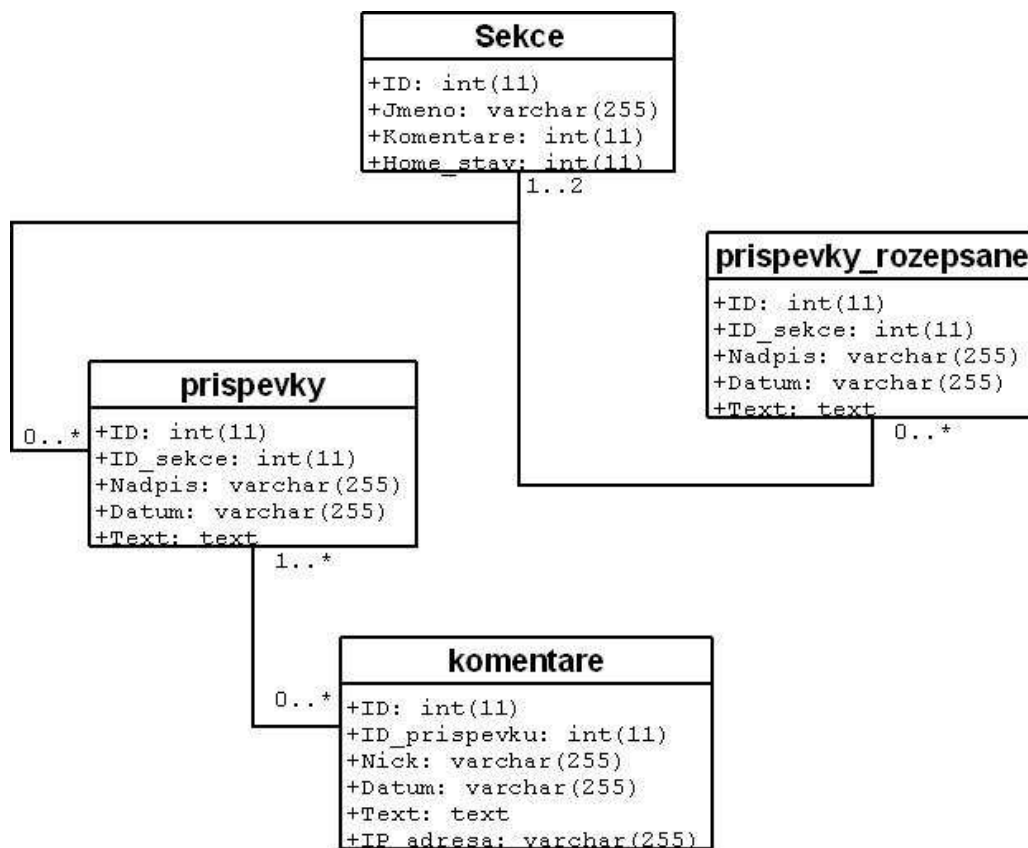 Sekce
+ID: int(11)
+Jmeno: varchar(255)
+Komentare: int(11)
+Home_stav: int(11)
1..2
prispevky_rozepsane
+ID: int(11)
+ID_sekce: int(11)
+Nadpis: varchar(255)
+Datum: varchar(255)
+Text: text
0..*
prispevky
0..*
+ID: int(11)
+ID_sekce: int(11)
+Nadpis: varchar(255)
+Datum: varchar(255)
+Text: text
1..*
komentare
0..*
+ID: int(11)
+ID_prispevku: int(11)
+Nick: varchar(255)
+Datum: varchar(255)
+Text: text
+IP_adresa: varchar(255)